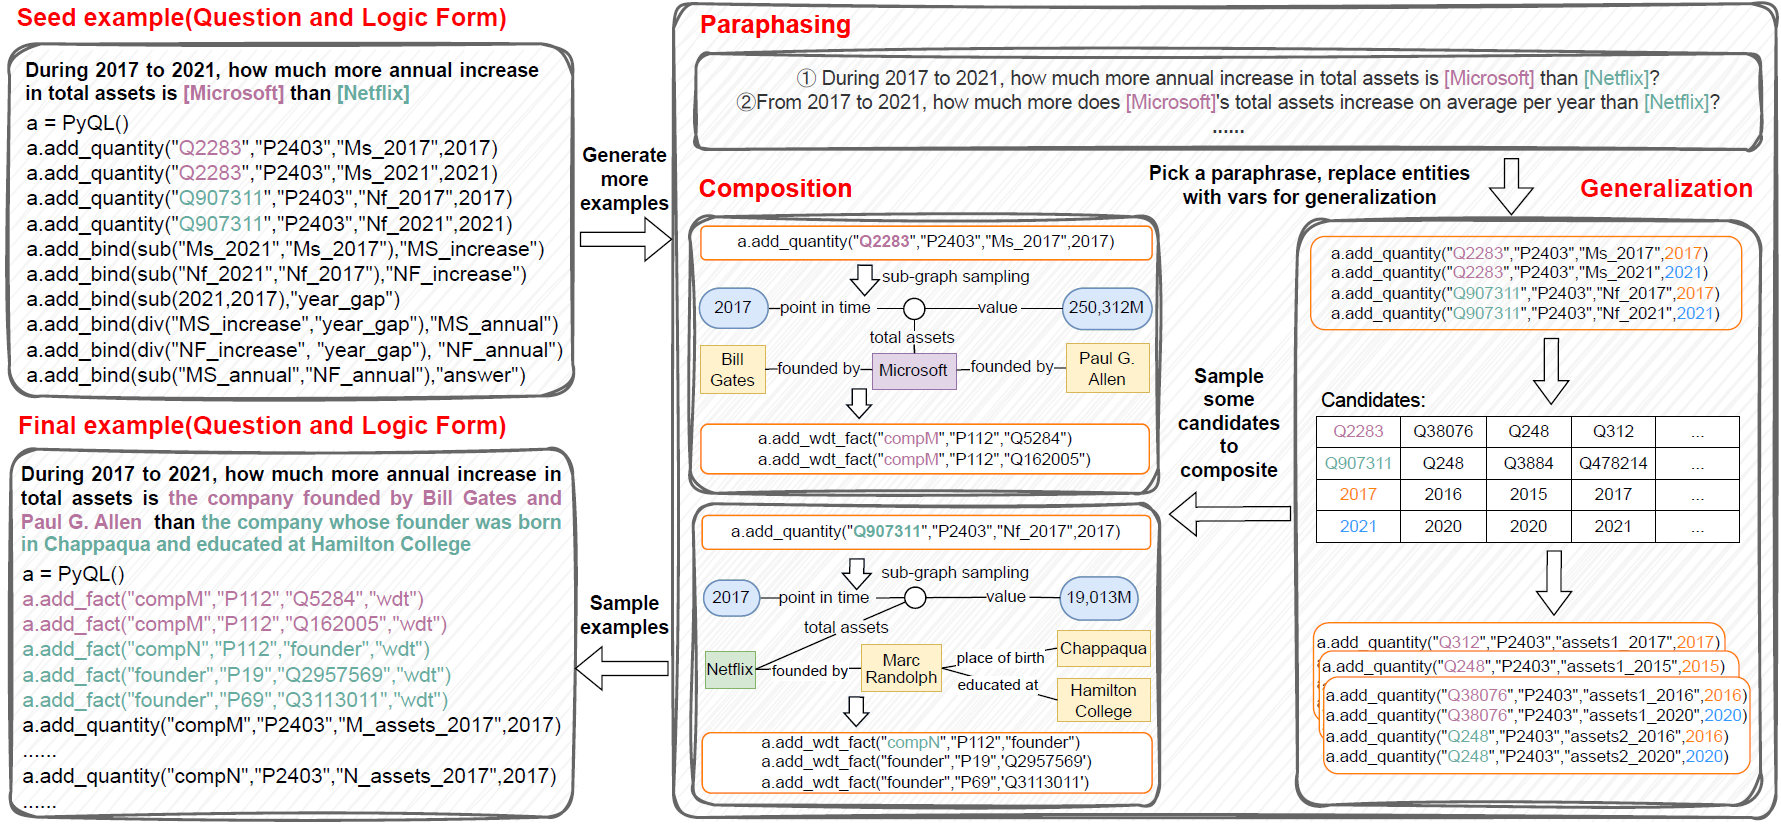 Seed example(Question and Logic Form)
During 2017 to 2021, how much more annual increase
in total assets is [Microsoft] than [Netflix]
a = PyQL()
a.add_quantity("Q2283","P2403","Ms_2017",2017)
a.add_quantity("Q2283","P2403","Ms_2021",2021)
a.add_quantity("Q907311","P2403","Nf_2017",2017)
a.add_quantity("Q907311","P2403","Nf_2021",2021)
a.add_bind(sub("Ms_2021","Ms_2017"),"MS_increase")
a.add_bind(sub("Nf_2021","Nf_2017"),"NF_increase")
a.add_bind(sub(2021,2017),"year_gap")
a.add_bind(div("MS_increase","year_gap"),"MS_annual")
a.add_bind(div("NF_increase", "year_gap"), "NF_annual")
a.add_bind(sub("MS_annual","NF_annual"),"answer")
Generate
more
examples
Paraphasing
① During 2017 to 2021, how much more annual increase in total assets is [Microsoft] than [Netflix]?
②From 2017 to 2021, how much more does [Microsoft]'s total assets increase on average per year than [Netflix]?
......
Pick a paraphrase, replace entities
with vars for generalization
Generalization
a.add_quantity("Q2283","P2403","Ms_2017",2017)
a.add_quantity("Q2283","P2403","Ms_2021",2021)
a.add_quantity("Q907311","P2403","Nf_2017",2017)
a.add_quantity("Q907311","P2403","Nf_2021",2021)
Candidates:
Q2283 Q38076 Q248 Q312 ...
Q907311 Q248 Q3884 Q478214 ...
2017 2016 2015 2017 ...
2021 2020 2020 2021 ...
a.add_quantity("Q312","P2403","assets1_2017",2017)
a.add_quantity("Q248","P2403","assets1_2015",2015)
a.add_quantity("Q38076","P2403","assets1_2016",2016)
a.add_quantity("Q38076","P2403","assets1_2020",2020)
a.add_quantity("Q248","P2403","assets2_2016",2016)
a.add_quantity("Q248","P2403","assets2_2020",2020)
Sample
some
candidates
to
composite
Composition
a.add_quantity("Q2283","P2403","Ms_2017",2017)
sub-graph sampling
2017
point in time
value
250,312M
total assets
Bill
Gates
founded by
Microsoft
founded by
Paul G.
Allen
a.add_wdt_fact("compM","P112","Q5284")
a.add_wdt_fact("compM","P112","Q162005")
a.add_quantity("Q907311","P2403","Nf_2017",2017)
sub-graph sampling
2017
point in time
value
19,013M
total assets
Netflix
founded by
Marc
Randolph
place of birth
Chappaqua
educated at
Hamilton
College
a.add_wdt_fact("compN","P112","founder")
a.add_wdt_fact("founder","P19",'Q2957569')
a.add_wdt_fact("founder","P69",'Q3113011')
Sample
examples
Final example(Question and Logic Form)
During 2017 to 2021, how much more annual increase in
total assets is the company founded by Bill Gates and
Paul G. Allen than the company whose founder was born
in Chappaqua and educated at Hamilton College
a = PyQL()
a.add_fact("compM","P112","Q5284","wdt")
a.add_fact("compM","P112","Q162005","wdt")
a.add_fact("compN","P112","founder","wdt")
a.add_fact("founder","P19","Q2957569","wdt")
a.add_fact("founder","P69","Q3113011","wdt")
a.add_quantity("compM","P2403","M_assets_2017",2017)
......
a.add_quantity("compN","P2403","N_assets_2017",2017)
......